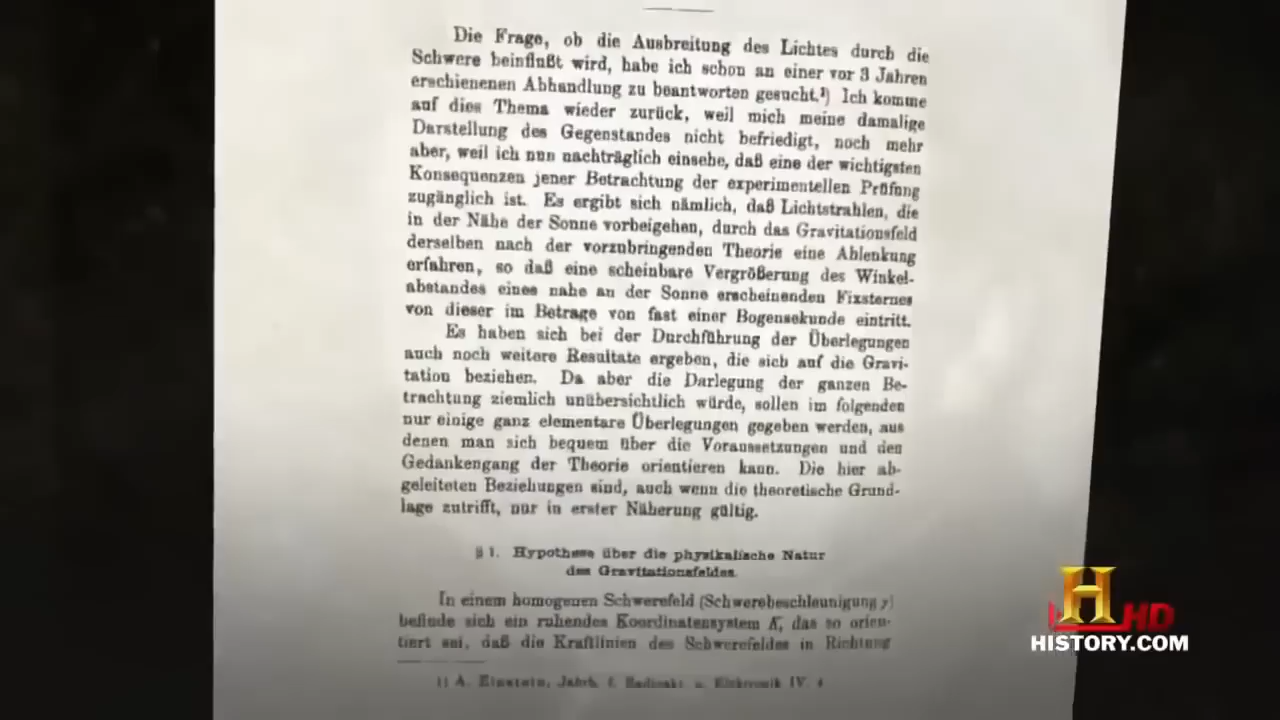 Die Frage, ob die Ausbreitung des Lichtes durch die
Schwere beinflußt wird, habe ich schon an einer vor 3 Jahren
erschienenen Abhandlung zu beantworten gesucht.¹) Ich komme
auf dies Thema wieder zurück, weil mich meine damalige
Darstellung des Gegenstandes nicht befriedigt, noch mehr
aber, weil ich nun nachträglich einsehe, daß eine der wichtigsten
Konsequenzen jener Betrachtung der experimentellen Prüfung
zugänglich ist. Es ergibt sich nämlich, daß Lichtstrahlen, die
in der Nähe der Sonne vorbeigehen, durch das Gravitationsfeld
derselben nach der vorzubringenden Theorie eine Ablenkung
erfahren, so daß eine scheinbare Vergrößerung des Winkel-
abstandes eines nahe an der Sonne erscheinenden Fixsternes
von dieser im Betrage von fast einer Bogensekunde eintritt.
Es haben sich bei der Durchführung der Überlegungen
auch noch weitere Resultate ergeben, die sich auf die Gravi-
tation beziehen. Da aber die Darlegung der ganzen Be-
trachtung ziemlich unübersichtlich würde, sollen im folgenden
nur einige ganz elementare Überlegungen gegeben werden, aus
denen man sich bequem über die Voraussetzungen und den
Gedankengang der Theorie orientieren kann. Die hier ab-
geleiteten Beziehungen sind, auch wenn die theoretische Grund-
lage zutrifft, nur in erster Näherung gültig.
§ 1. Hypothese über die physikalische Natur
des Gravitationsfeldes.
In einem homogenen Schwerefeld (Schwerebeschleunigung γ)
befinde sich ein ruhendes Koordinatensystem K, das so orien-
tiert sei, daß die Kraftlinien des Schwerefeldes in Richtung
1) A. Einstein, Jahrb. f. Radioakt. u. Elektronik IV. 4
H HD
HISTORY.COM